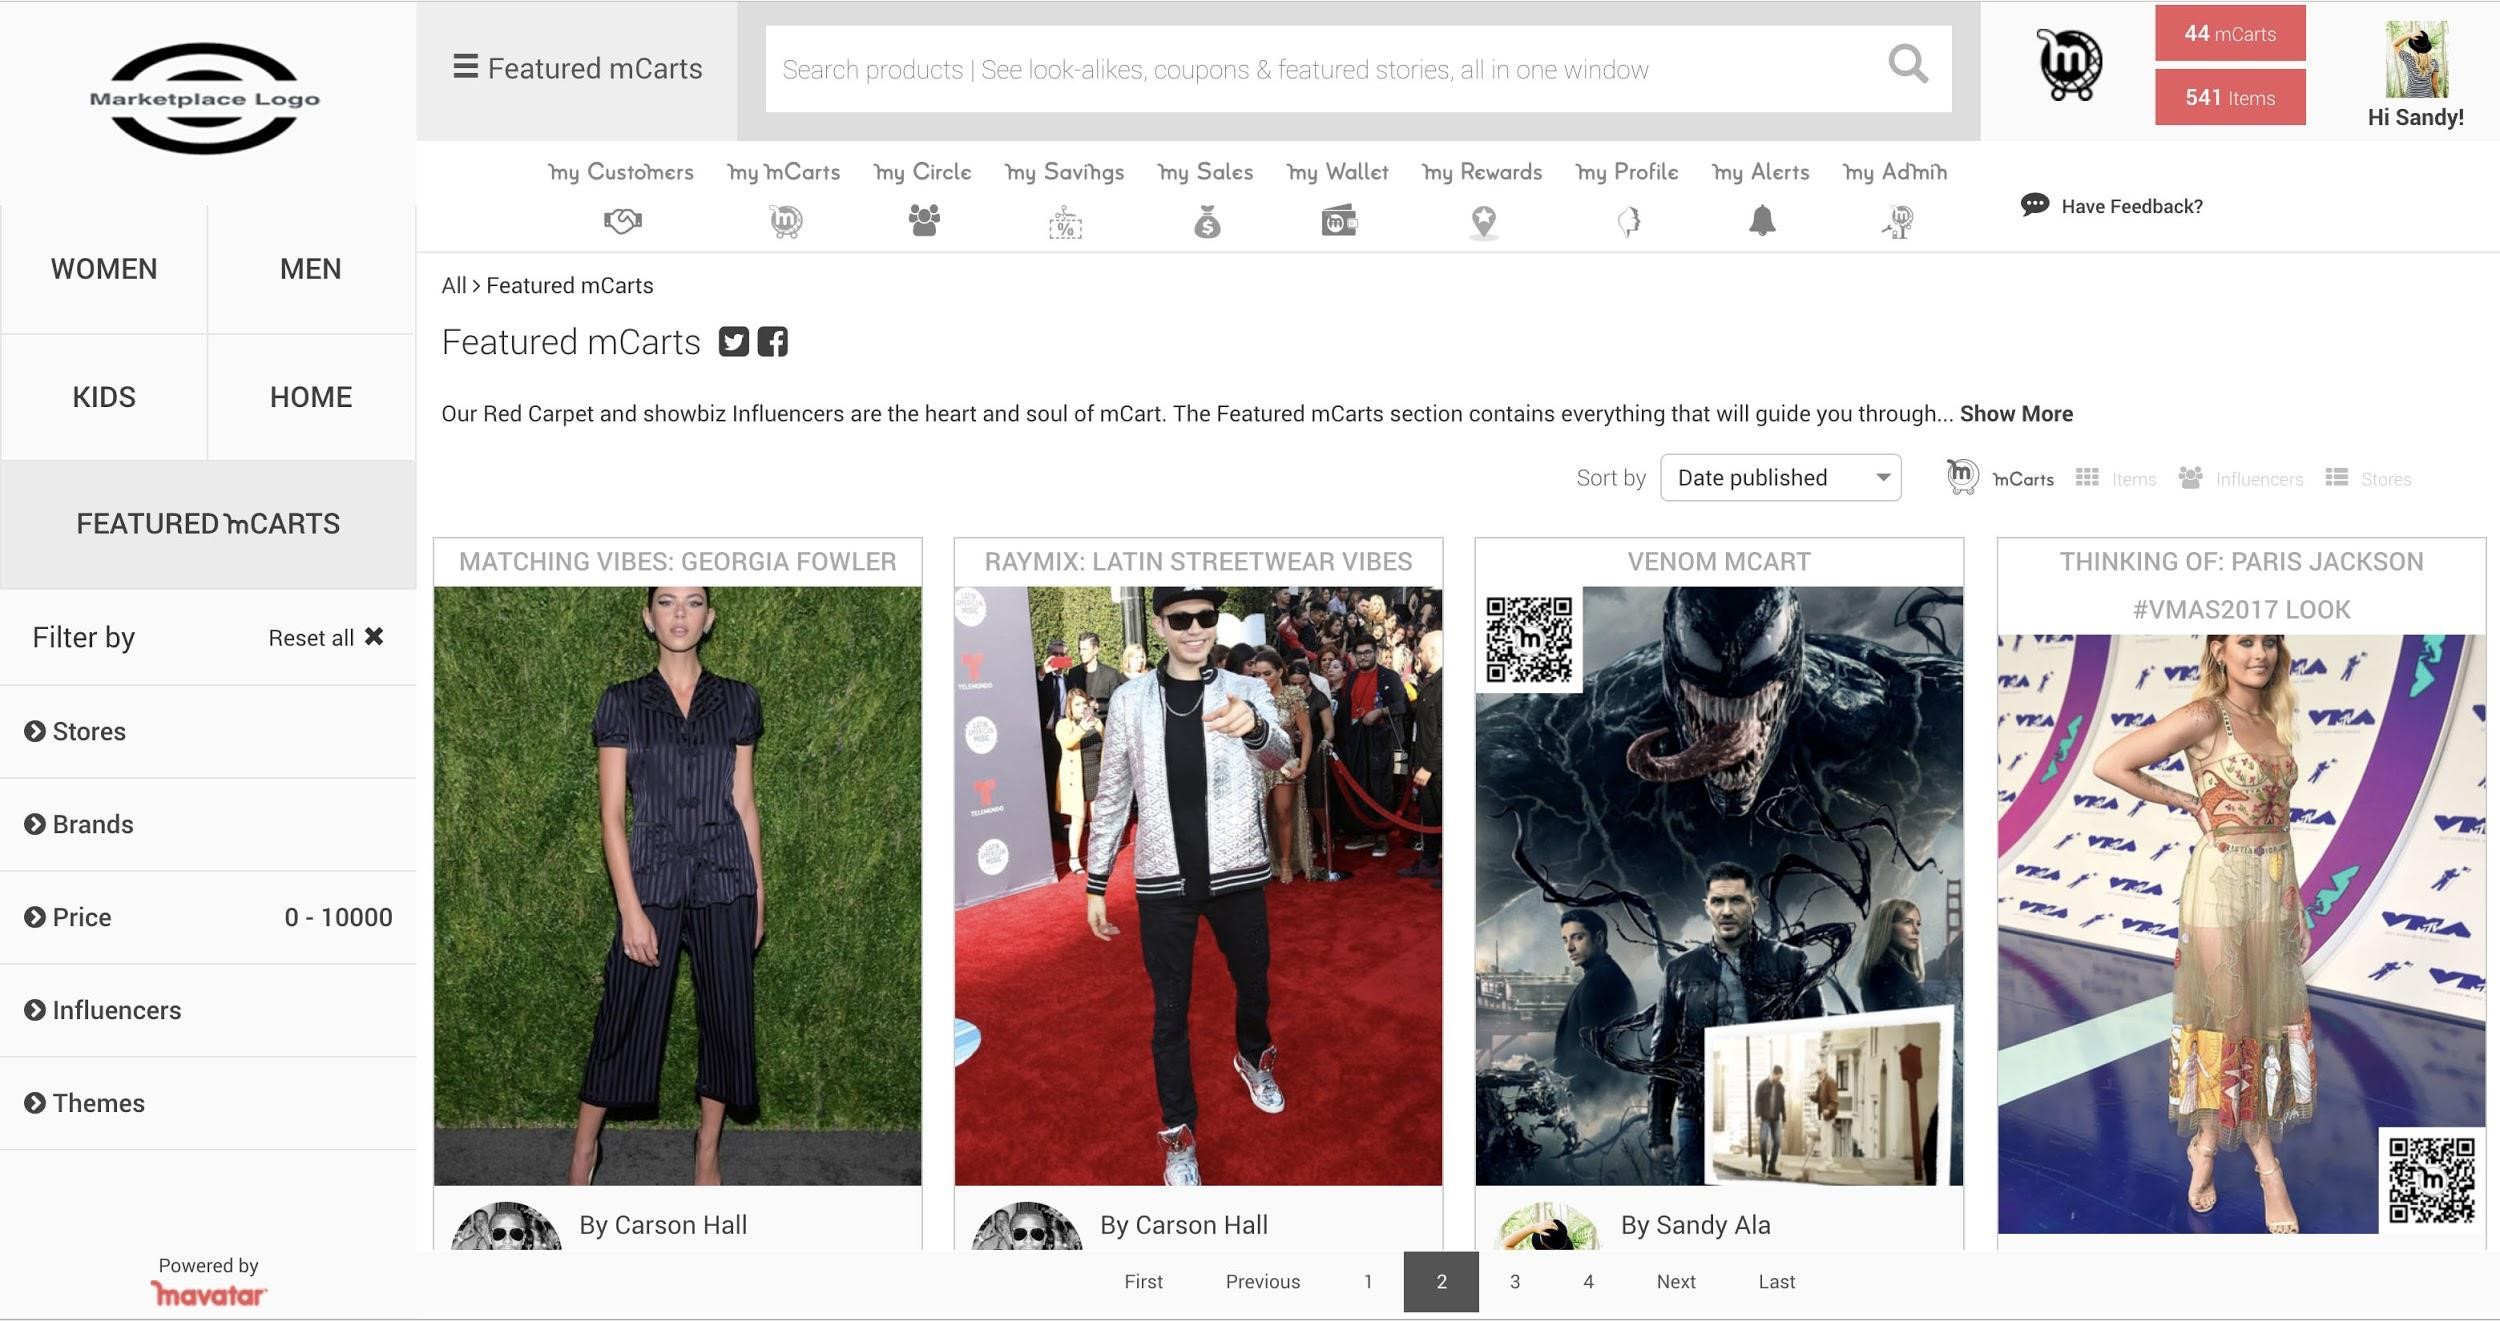 Marketplace Logo
Featured mCarts
Search products | See look-alikes, coupons & featured stories, all in one window
m
44 mCarts
541 Items
Hi Sandy!
my Customers
my mCarts
my Circle
my Savings
my Sales
my Wallet
my Rewards
my Profile
my Alerts
my Admin
Have Feedback?
WOMEN
MEN
KIDS
HOME
FEATURED mCARTS
Filter by
Reset all
Stores
Brands
Price 0 - 10000
Influencers
Themes
Powered by
mavatar
All > Featured mCarts
Featured mCarts
Our Red Carpet and showbiz Influencers are the heart and soul of mCart. The Featured mCarts section contains everything that will guide you through... Show More
Sort by Date published
mCarts
Items
Influencers
Stores
MATCHING VIBES: GEORGIA FOWLER
By Carson Hall
RAYMIX: LATIN STREETWEAR VIBES
TELEMUNDO
LATIN
AMERICAN
MUSIC
TELEMUNDO
By Carson Hall
VENOM MCART
By Sandy Ala
THINKING OF: PARIS JACKSON
#VMAS2017 LOOK
VMA
First Previous 1 2 3 4 Next Last